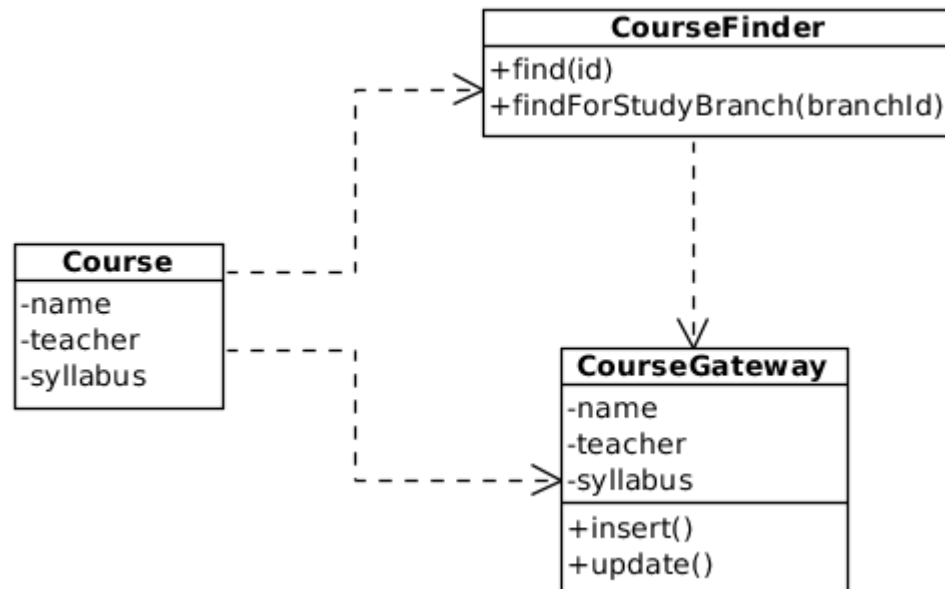 CourseFinder
+find(id)
+findForStudyBranch(branchId)
Course
-name
-teacher
-syllabus
CourseGateway
-name
-teacher
-syllabus
+insert()
+update()